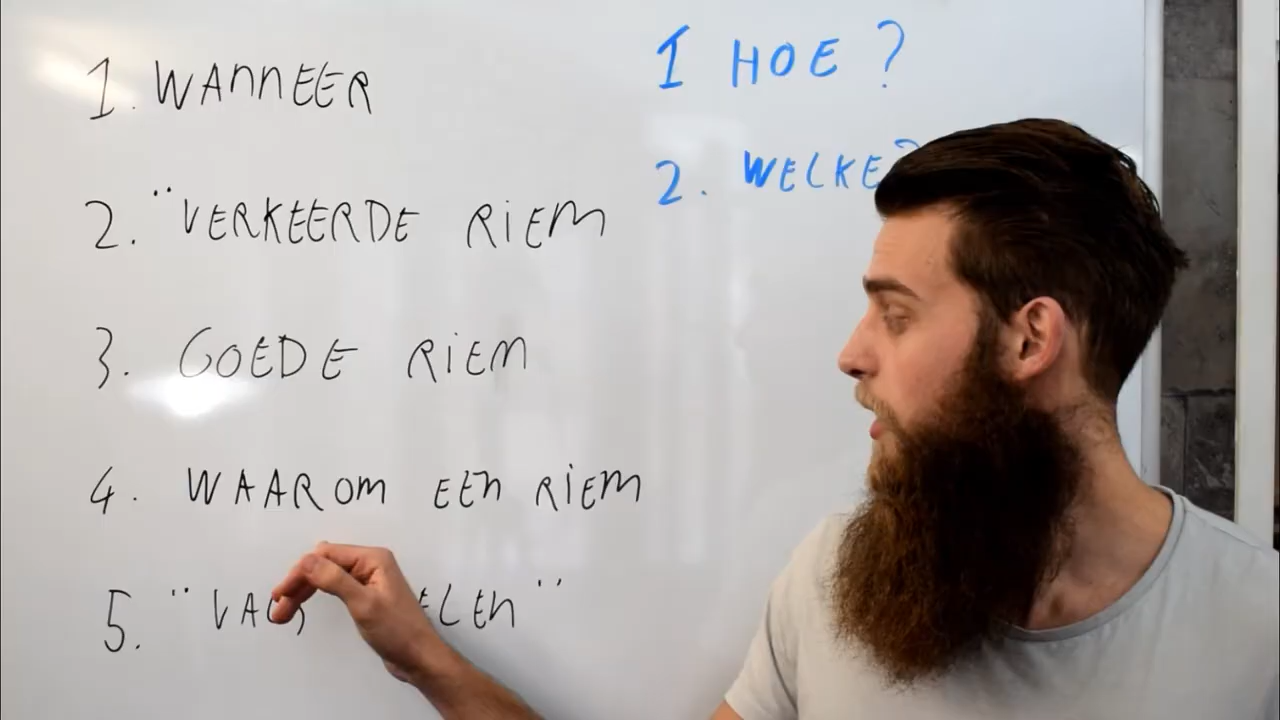 1. WANNEER
2. "VERKEERDE RIEM
3. GOEDE RIEM
4. WAAROM EEN RIEM
5.
1 HOE ?
2. WELKE?